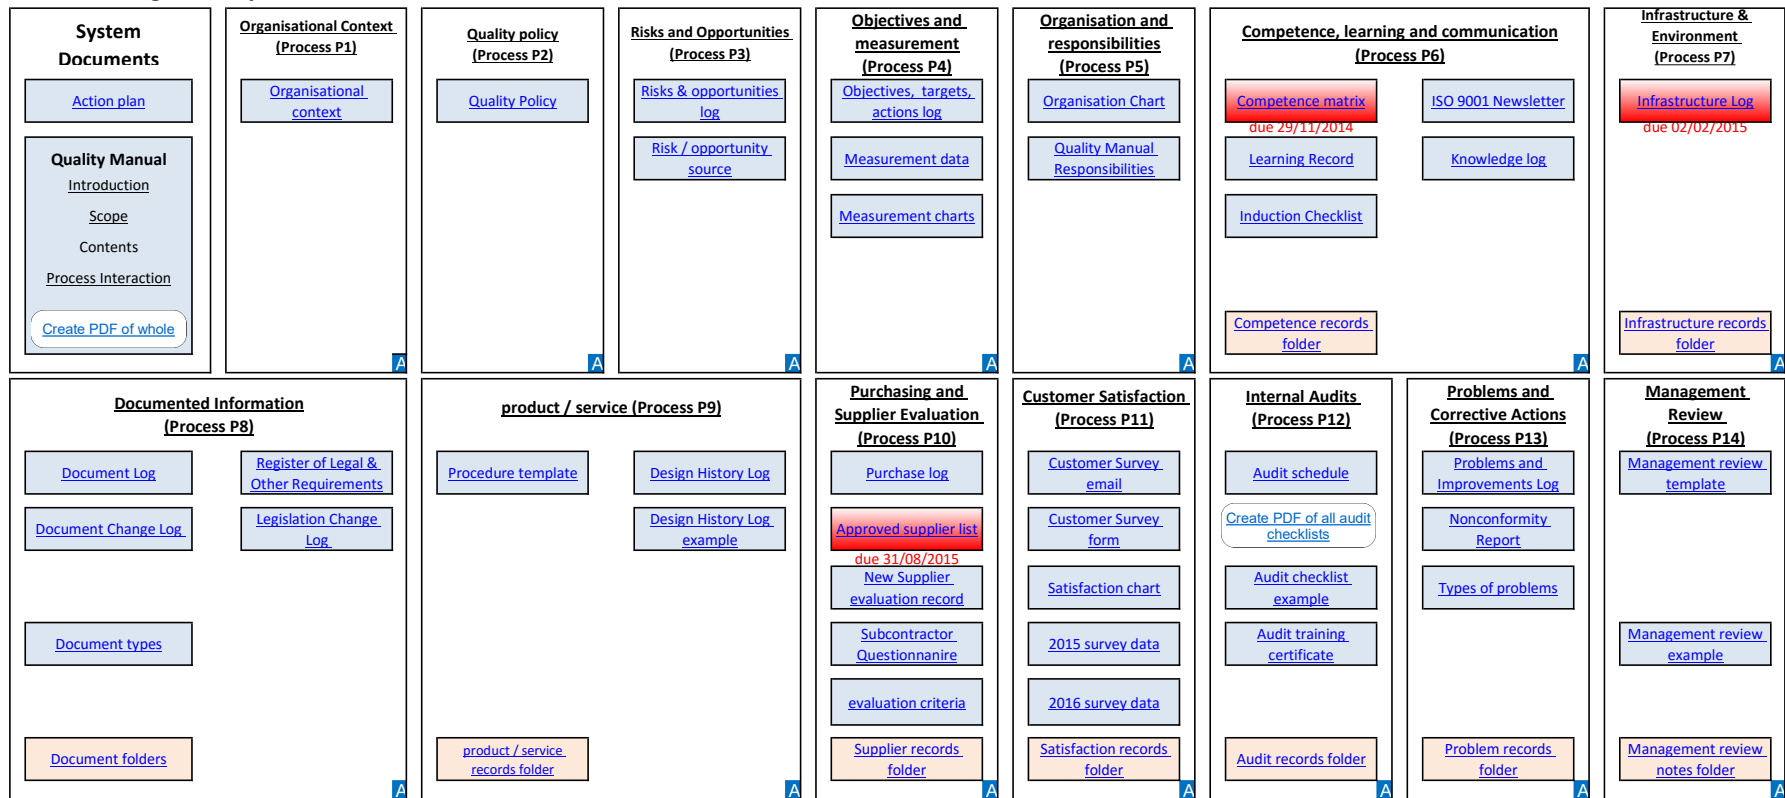 System
Documents
Action plan
Quality Manual
Introduction
Scope
Contents
Process Interaction
Create PDF of whole
Organisational Context
(Process P1)
Organisational
context
A
Quality policy
(Process P2)
Quality Policy
A
Risks and Opportunities
(Process P3)
Risks & opportunities
log
Risk / opportunity
source
A
Objectives and
measurement
(Process P4)
Objectives, targets,
actions log
Measurement data
Measurement charts
A
Organisation and
responsibilities
(Process P5)
Organisation Chart
Quality Manual
Responsibilities
A
Competence, learning and communication
(Process P6)
Competence matrix
due 29/11/2014
Learning Record
Induction Checklist
Competence records
folder
ISO 9001 Newsletter
Knowledge log
A
Infrastructure &
Environment
(Process P7)
Infrastructure Log
due 02/02/2015
Infrastructure records
folder
A
Documented Information
(Process P8)
Document Log
Document Change Log
Document types
Document folders
Register of Legal &
Other Requirements
Legislation Change
Log
A
product / service (Process P9)
Procedure template
product / service
records folder
Design History Log
Design History Log
example
A
Purchasing and
Supplier Evaluation
(Process P10)
Purchase log
Approved supplier list
due 31/08/2015
New Supplier
evaluation record
Subcontractor
Questionnanire
evaluation criteria
Supplier records
folder
A
Customer Satisfaction
(Process P11)
Customer Survey
email
Customer Survey
form
Satisfaction chart
2015 survey data
2016 survey data
Satisfaction records
folder
A
Internal Audits
(Process P12)
Audit schedule
Create PDF of all audit
checklists
Audit checklist
example
Audit training
certificate
Audit records folder
A
Problems and
Corrective Actions
(Process P13)
Problems and
Improvements Log
Nonconformity
Report
Types of problems
Problem records
folder
A
Management
Review
(Process P14)
Management review
template
Management review
example
Management review
notes folder
A